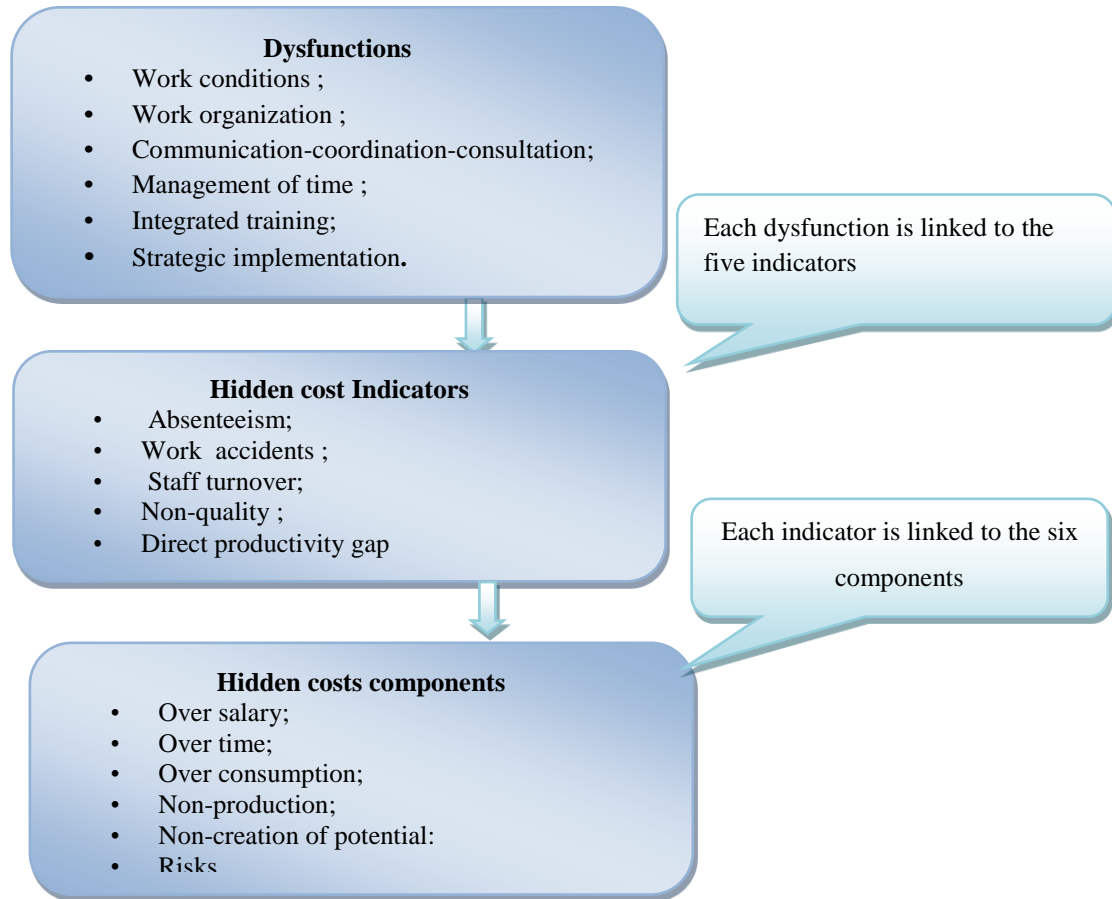 Dysfunctions
• Work conditions ;
• Work organization ;
• Communication-coordination-consultation;
• Management of time ;
• Integrated training;
• Strategic implementation.
Each dysfunction is linked to the
five indicators
Hidden cost Indicators
• Absenteeism;
• Work accidents ;
• Staff turnover;
• Non-quality ;
• Direct productivity gap
Each indicator is linked to the six
components
Hidden costs components
• Over salary;
• Over time;
• Over consumption;
• Non-production;
• Non-creation of potential:
• Risks